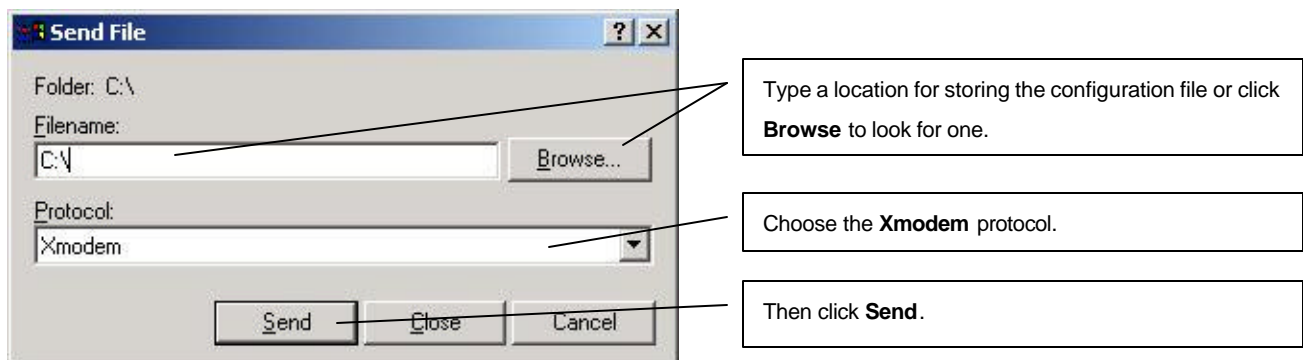 Send File
Folder: C:\
Filename:
C:\
Browse...
Protocol:
Xmodem
Send
Close
Cancel
Type a location for storing the configuration file or click
Browse to look for one.
Choose the Xmodem protocol.
Then click Send.